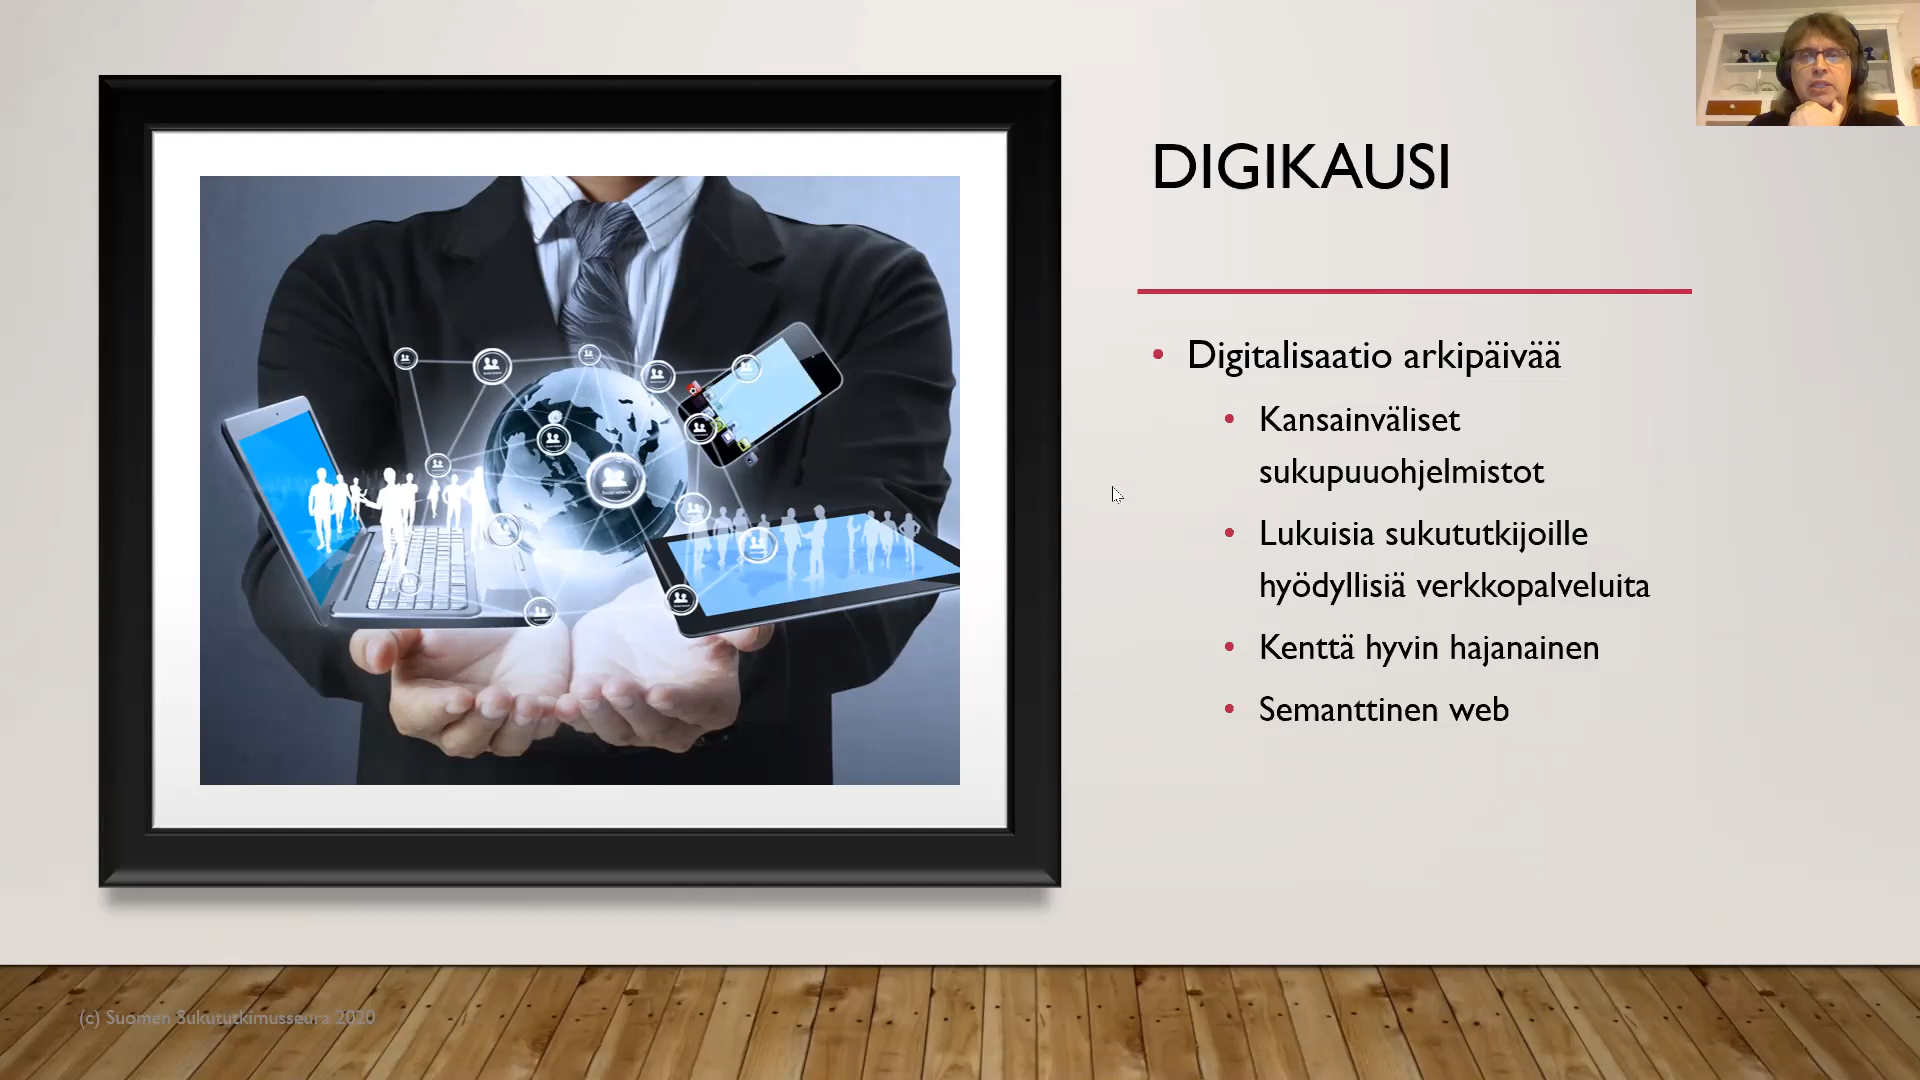 DIGIKAUSI
• Digitalisaatio arkipäivää
• Kansainväliset
sukupuuohjelmistot
• Lukuisia sukututkijoille
hyödyllisiä verkkopalveluita
• Kenttä hyvin hajanainen
• Semanttinen web
(c) Suomen Sukututkimusseura 2020